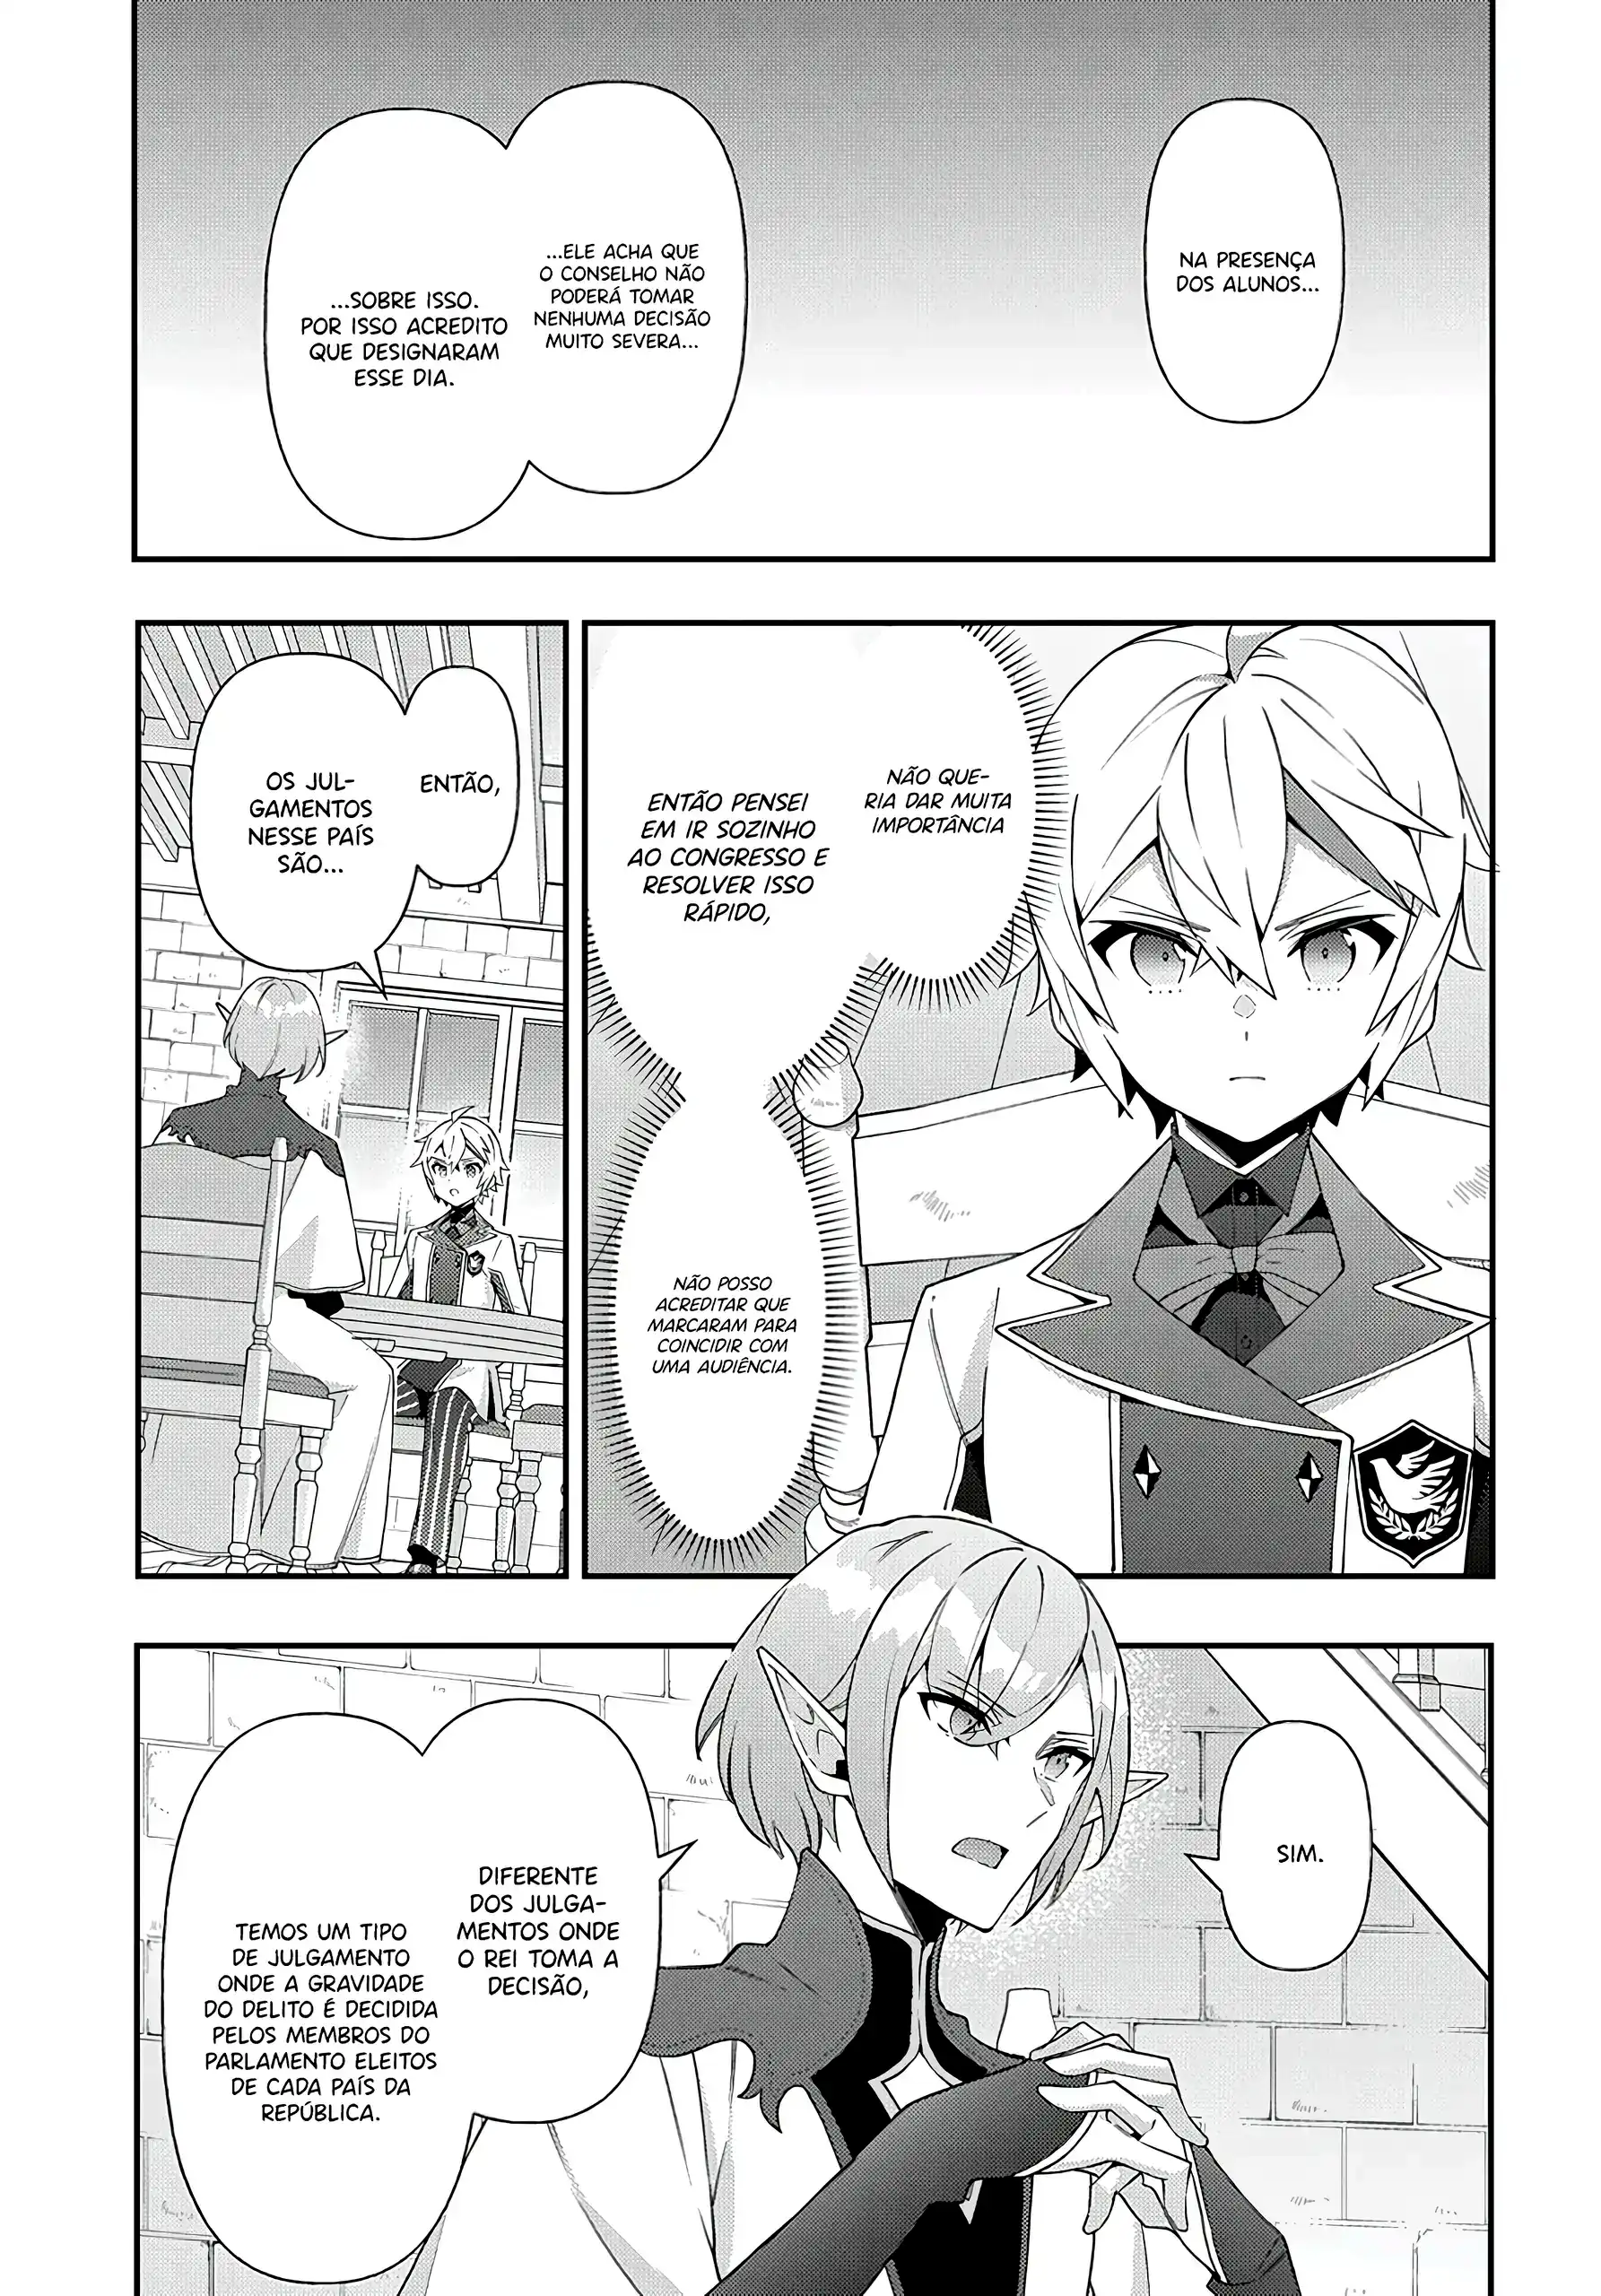 NA PRESENÇA
DOS ALUNOS...
...ELE ACHA QUE
O CONSELHO NÃO
PODERÁ TOMAR
NENHUMA DECISÃO
MUITO SEVERA...
...SOBRE ISSO.
POR ISSO ACREDITO
QUE DESIGNARAM
ESSE DIA.
NÃO QUE-
RIA DAR MUITA
IMPORTÂNCIA
ENTÃO PENSEI
EM IR SOZINHO
AO CONGRESSO E
RESOLVER ISSO
RÁPIDO,
NÃO POSSO
ACREDITAR QUE
MARCARAM PARA
COINCIDIR COM
UMA AUDIÊNCIA.
ENTÃO,
OS JUL-
GAMENTOS
NESSE PAÍS
SÃO...
SIM.
DIFERENTE
DOS JULGA-
MENTOS ONDE
O REI TOMA A
DECISÃO,
TEMOS UM TIPO
DE JULGAMENTO
ONDE A GRAVIDADE
DO DELITO É DECIDIDA
PELOS MEMBROS DO
PARLAMENTO ELEITOS
DE CADA PAÍS DA
REPÚBLICA.